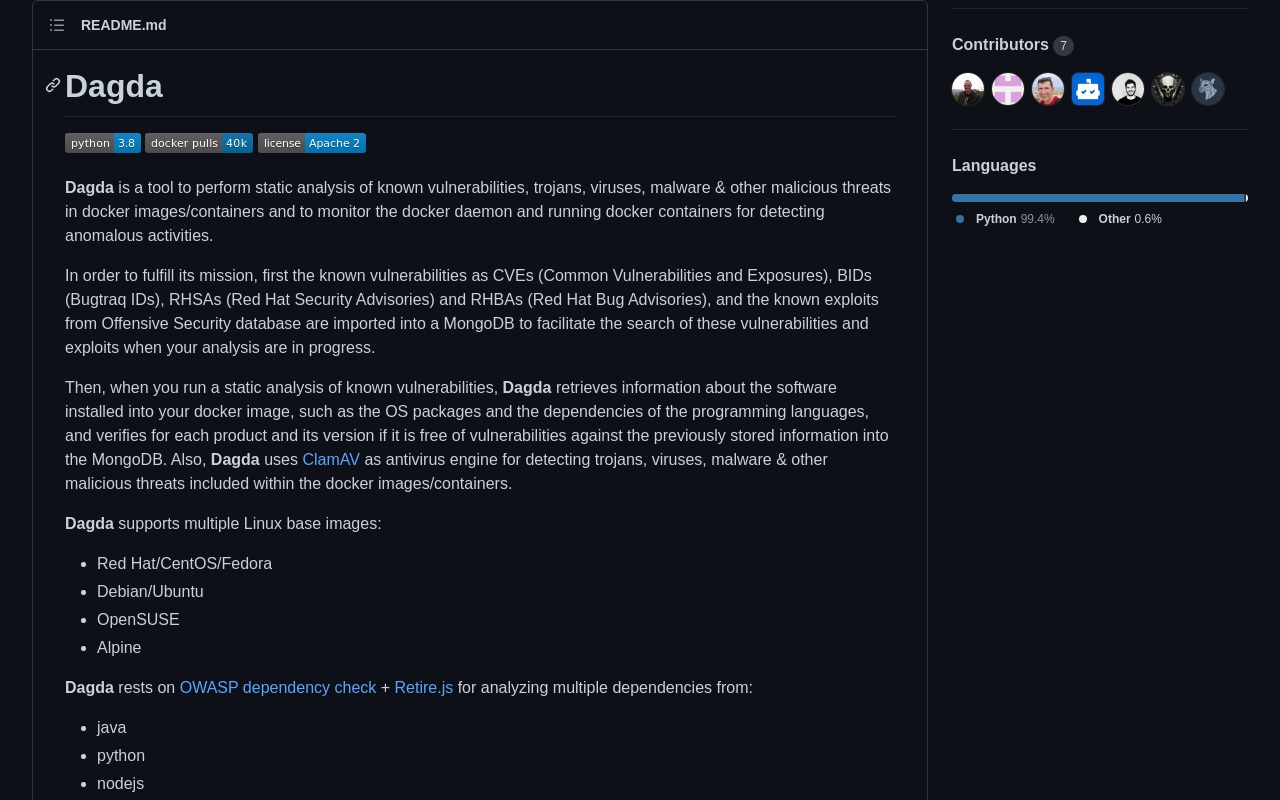 README.md
Dagda
python 3.8 docker pulls 40k license Apache 2
Dagda is a tool to perform static analysis of known vulnerabilities, trojans, viruses, malware & other malicious threats
in docker images/containers and to monitor the docker daemon and running docker containers for detecting
anomalous activities.
In order to fulfill its mission, first the known vulnerabilities as CVEs (Common Vulnerabilities and Exposures), BIDs
(Bugtraq IDs), RHSAs (Red Hat Security Advisories) and RHBAs (Red Hat Bug Advisories), and the known exploits
from Offensive Security database are imported into a MongoDB to facilitate the search of these vulnerabilities and
exploits when your analysis are in progress.
Then, when you run a static analysis of known vulnerabilities, Dagda retrieves information about the software
installed into your docker image, such as the OS packages and the dependencies of the programming languages,
and verifies for each product and its version if it is free of vulnerabilities against the previously stored information into
the MongoDB. Also, Dagda uses ClamAV as antivirus engine for detecting trojans, viruses, malware & other
malicious threats included within the docker images/containers.
Dagda supports multiple Linux base images:
Red Hat/CentOS/Fedora
Debian/Ubuntu
OpenSUSE
Alpine
Dagda rests on OWASP dependency check + Retire.js for analyzing multiple dependencies from:
java
python
nodejs
Contributors 7
Languages
Python 99.4% Other 0.6%